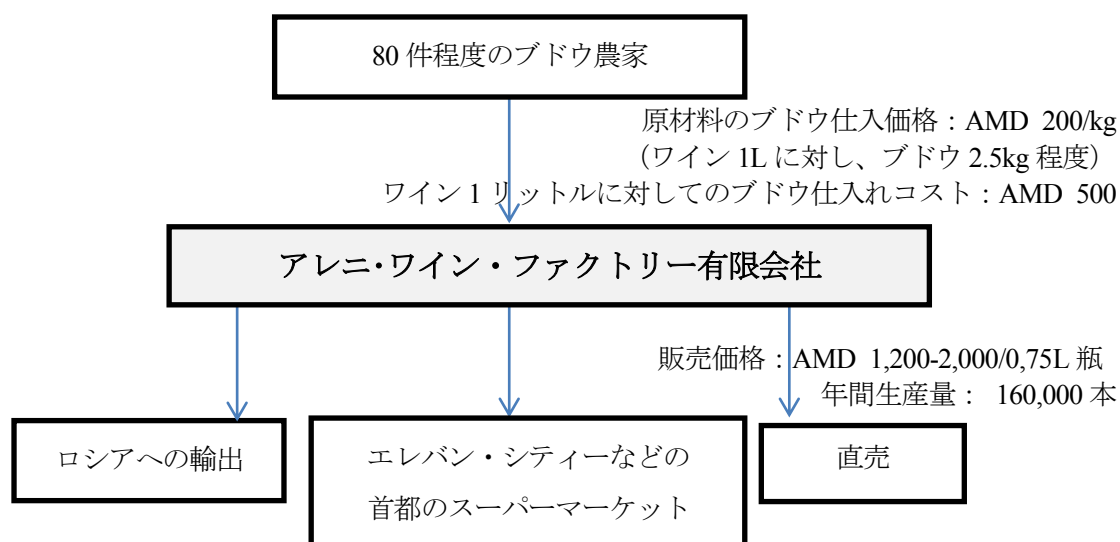 80 件程度のブドウ農家
原材料のブドウ仕入価格：AMD 200/kg
（ワイン 1L に対し、ブドウ 2.5kg 程度）
ワイン 1 リットルに対してのブドウ仕入れコスト：AMD 500
アレニ･ワイン・ファクトリー有限会社
販売価格：AMD 1,200-2,000/0,75L 瓶
年間生産量： 160,000 本
ロシアへの輸出
エレバン・シティーなどの
首都のスーパーマーケット
直売